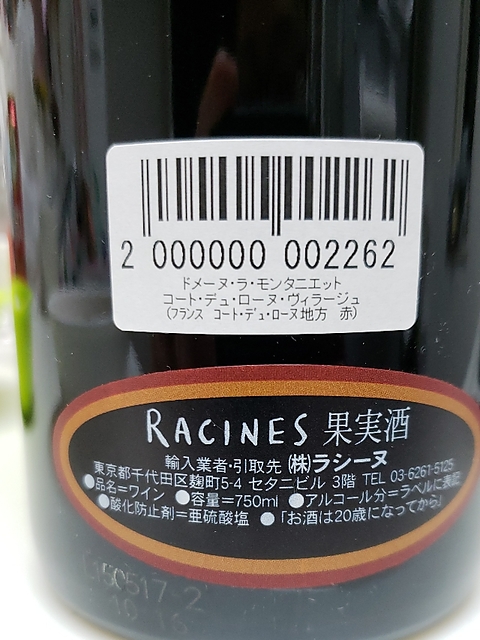 2 000000 002262
ドメーヌ・ラ・モンタニエット
コート・デュ・ローヌ・ヴィラージュ
(フランス コート・デュ・ローヌ地方 赤)
RACINES 果実酒
輸入業者・引取先 ㈱ラシーヌ
東京都千代田区麹町5-4 セタニビル 3階 TEL 03-6261-5125
●品名=ワイン ●容量=750ml ●アルコール分=ラベルに表記
●酸化防止剤=亜硫酸塩 ●「お酒は20歳になってから」